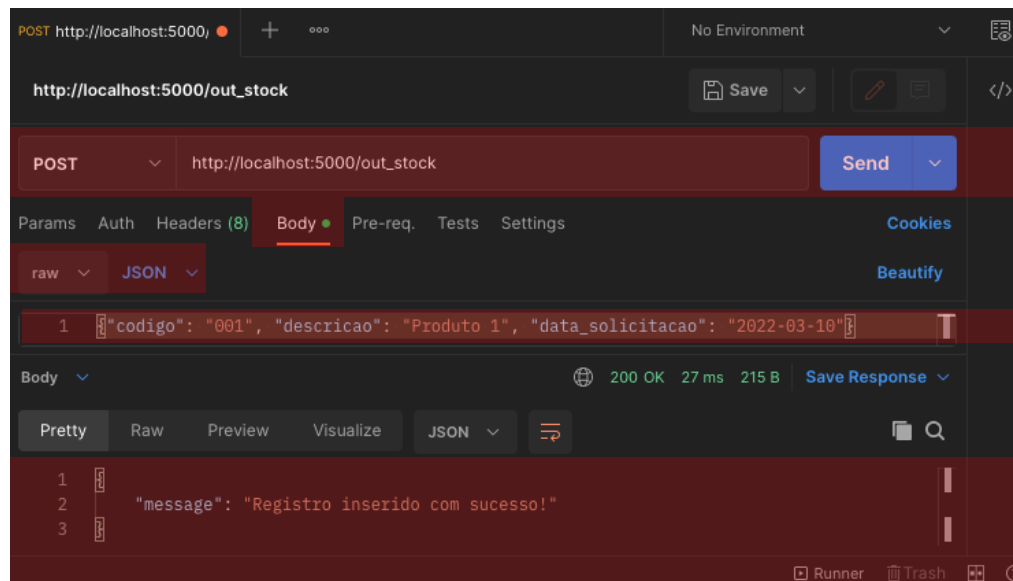 POST http://localhost:5000/ No Environment
http://localhost:5000/out_stock Save </>
POST http://localhost:5000/out_stock Send
Params Auth Headers (8) Body Pre-req. Tests Settings Cookies
raw JSON Beautify
1 {"codigo": "001", "descricao": "Produto 1", "data_solicitacao": "2022-03-10"}
Body 200 OK 27 ms 215 B Save Response
Pretty Raw Preview Visualize JSON
1 {
2 "message": "Registro inserido com sucesso!"
3 }
Runner Trash